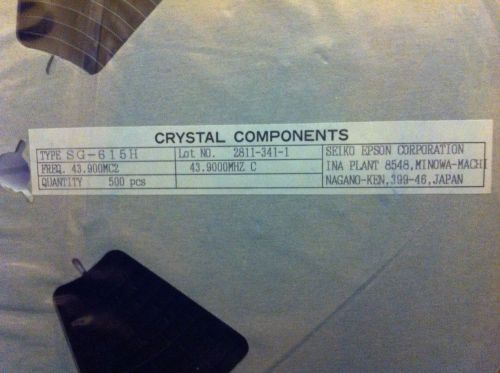 CRYSTAL COMPONENTS
TYPE SG-615H Lot NO. 2811-341-1 SEIKO EPSON CORPORATION
FREQ. 43.900MC2 43.9000MHZ C INA PLANT 8548,MINOWA-MACHI
QUANTITY 500 pcs NAGANO-KEN,399-46,JAPAN